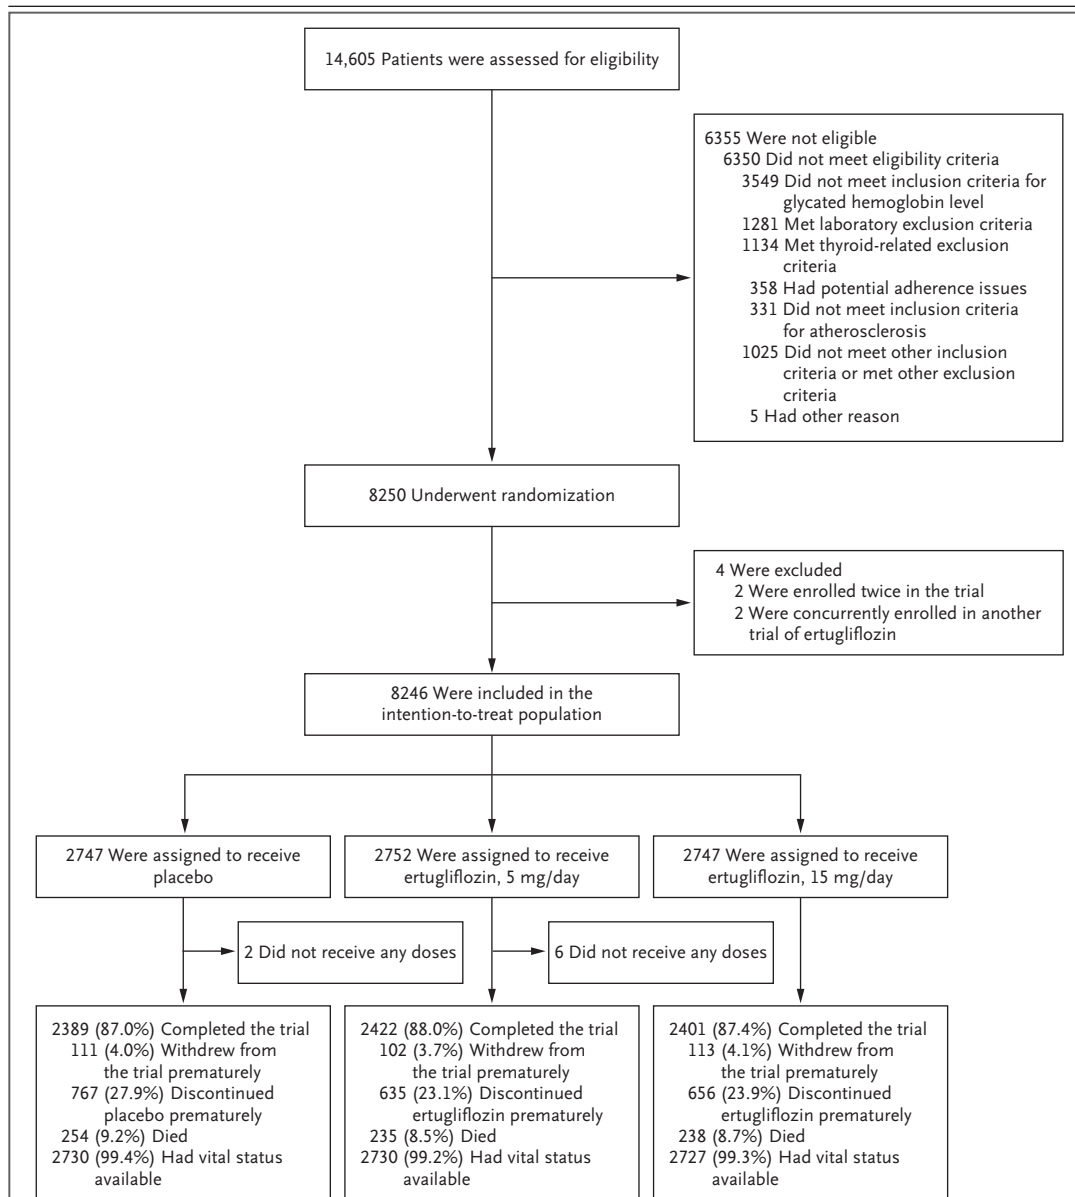 14,605 Patients were assessed for eligibility
6355 Were not eligible
6350 Did not meet eligibility criteria
3549 Did not meet inclusion criteria for
glycated hemoglobin level
1281 Met laboratory exclusion criteria
1134 Met thyroid-related exclusion
criteria
358 Had potential adherence issues
331 Did not meet inclusion criteria
for atherosclerosis
1025 Did not meet other inclusion
criteria or met other exclusion
criteria
5 Had other reason
8250 Underwent randomization
4 Were excluded
2 Were enrolled twice in the trial
2 Were concurrently enrolled in another
trial of ertugliflozin
8246 Were included in the
intention-to-treat population
2747 Were assigned to receive
placebo
2752 Were assigned to receive
ertugliflozin, 5 mg/day
2747 Were assigned to receive
ertugliflozin, 15 mg/day
2 Did not receive any doses
6 Did not receive any doses
2389 (87.0%) Completed the trial
111 (4.0%) Withdrew from
the trial prematurely
767 (27.9%) Discontinued
placebo prematurely
254 (9.2%) Died
2730 (99.4%) Had vital status
available
2422 (88.0%) Completed the trial
102 (3.7%) Withdrew from
the trial prematurely
635 (23.1%) Discontinued
ertugliflozin prematurely
235 (8.5%) Died
2730 (99.2%) Had vital status
available
2401 (87.4%) Completed the trial
113 (4.1%) Withdrew from
the trial prematurely
656 (23.9%) Discontinued
ertugliflozin prematurely
238 (8.7%) Died
2727 (99.3%) Had vital status
available